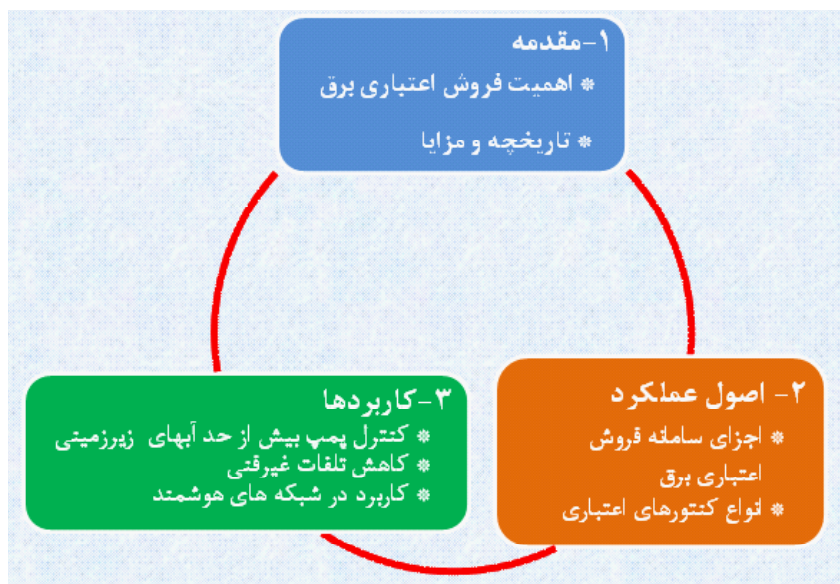 ۱-مقدمه
* اهمیت فروش اعتباری برق
* تاریخچه و مزایا
۲- اصول عملکرد
* اجزای سامانه فروش
اعتباری برق
* انواع کنتورهای اعتباری
۳-کاربردها
* کنترل پمپ بیش از حد آبهای زیرزمینی
* کاهش تلفات غیرفنی
* کاربرد در شبکه های هوشمند